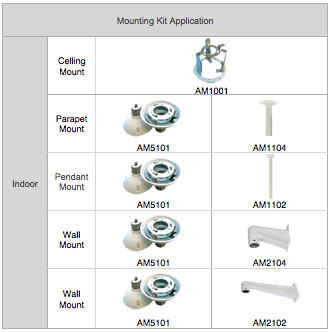 Mounting Kit Application
Indoor
Celling
Mount
AM1001
Parapet
Mount
AM5101
AM1104
Pendant
Mount
AM5101
AM1102
Wall
Mount
AM5101
AM2104
Wall
Mount
AM5101
AM2102